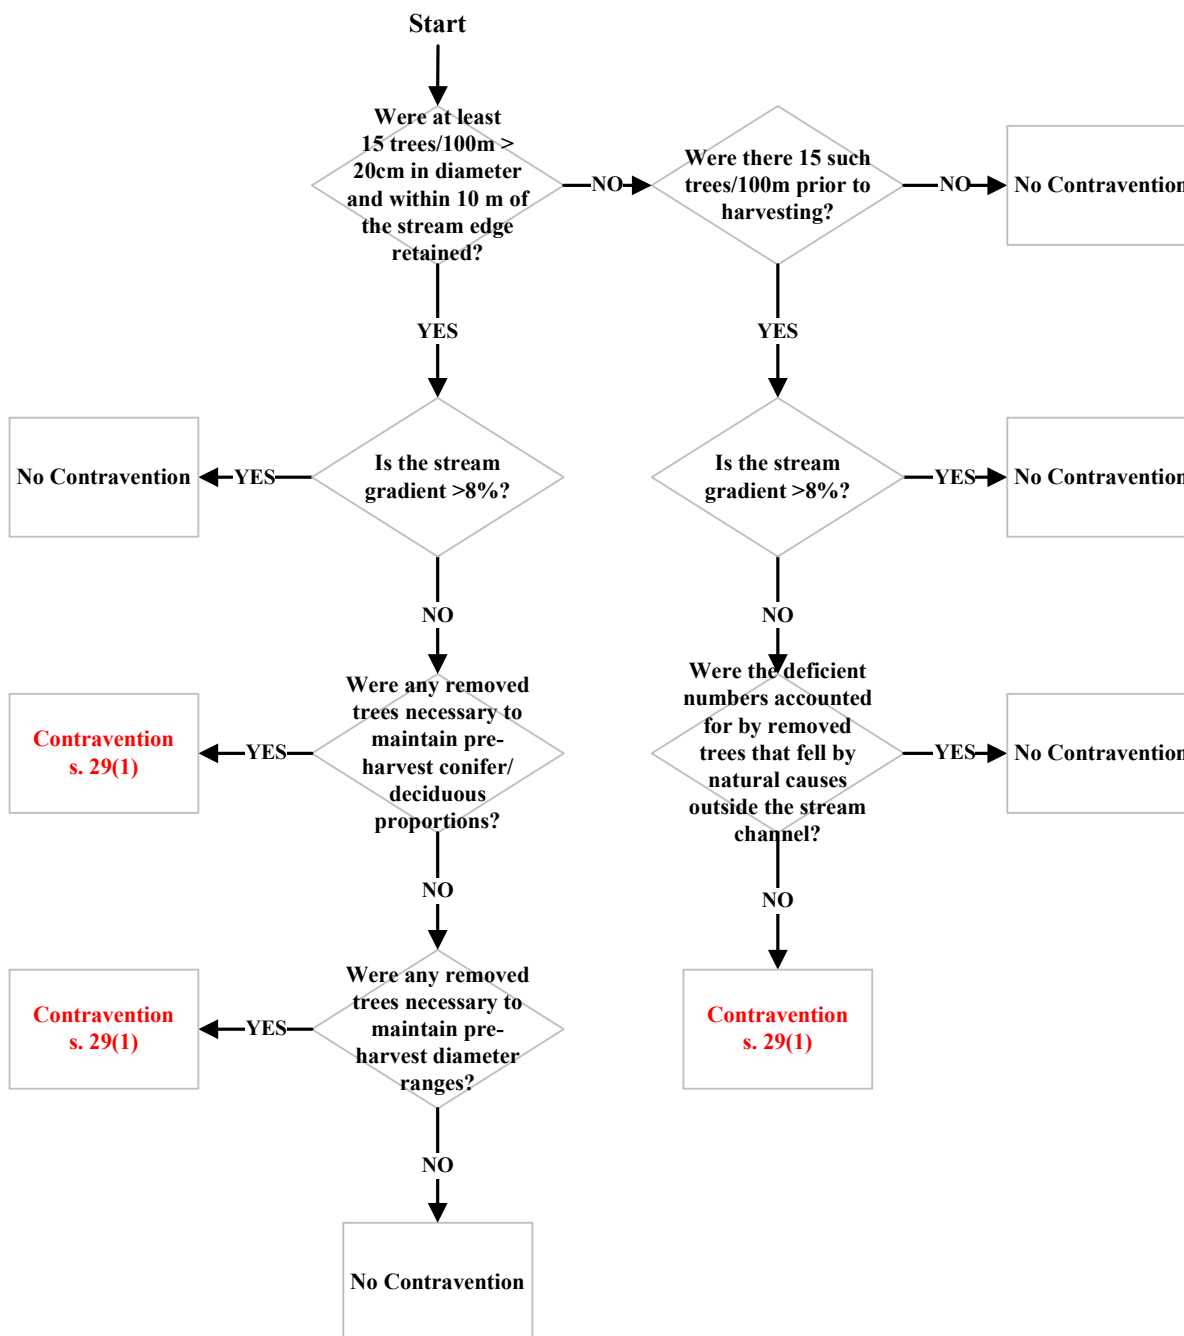 Start
Were at least
15 trees/100m >
20cm in diameter
and within 10 m of
the stream edge
retained?
NO
Were there 15 such
trees/100m prior to
harvesting?
NO
No Contravention
YES
YES
No Contravention
YES
Is the stream
gradient >8%?
Is the stream
gradient >8%?
YES
No Contravention
NO
NO
Contravention
s. 29(1)
YES
Were any removed
trees necessary to
maintain pre-
harvest conifer/
deciduous
proportions?
Were the deficient
numbers accounted
for by removed
trees that fell by
natural causes
outside the stream
channel?
YES
No Contravention
NO
NO
Contravention
s. 29(1)
YES
Were any removed
trees necessary to
maintain pre-
harvest diameter
ranges?
Contravention
s. 29(1)
NO
No Contravention